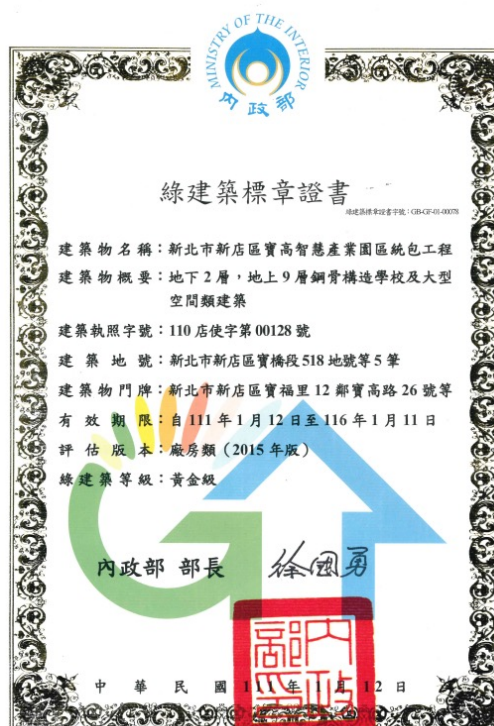 MINISTRY OF THE INTERIOR
內政部
綠建築標章證書
綠建築標章證書字號：GB-GF-01-00078
建築物名稱：新北市新店區寶高智慧產業園區統包工程
建築物概要：地下2層，地上9層鋼骨構造學校及大型
空間類建築
建築執照字號：110店使字第00128號
建築地號：新北市新店區寶橋段518地號等5筆
建築物門牌：新北市新店區寶福里12鄰寶高路26號等
有效期限：自111年1月12日至116年1月11日
評估版本：廠房類（2015年版）
綠建築等級：黃金級
內政部 部長 徐國勇
中華民國111年1月12日